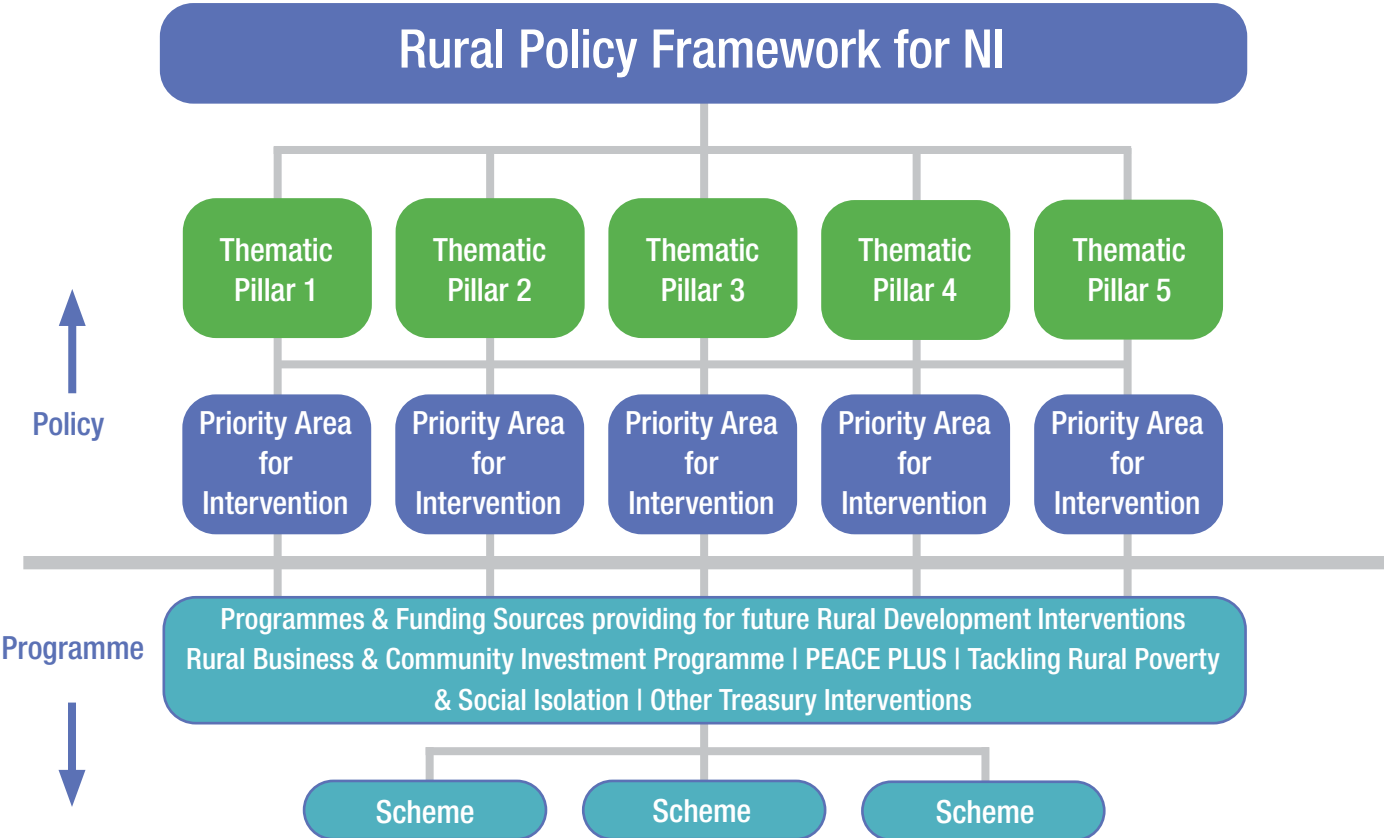 Rural Policy Framework for NI
Thematic
Pillar 1
Thematic
Pillar 2
Thematic
Pillar 3
Thematic
Pillar 4
Thematic
Pillar 5
Policy
Priority Area
for
Intervention
Priority Area
for
Intervention
Priority Area
for
Intervention
Priority Area
for
Intervention
Priority Area
for
Intervention
Programme
Programmes & Funding Sources providing for future Rural Development Interventions
Rural Business & Community Investment Programme | PEACE PLUS | Tackling Rural Poverty
& Social Isolation | Other Treasury Interventions
Scheme
Scheme
Scheme